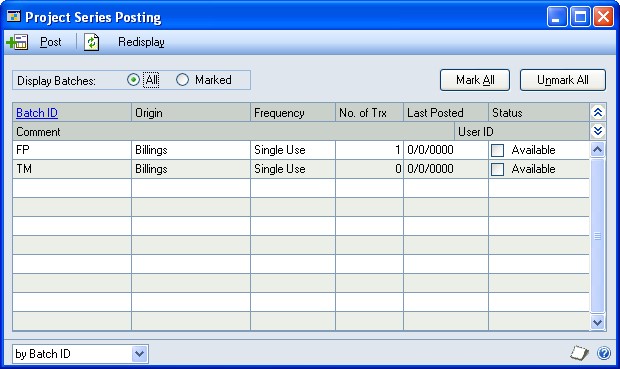 Project Series Posting
Post Redisplay
Display Batches: All Marked Mark All Unmark All
Batch ID Origin Frequency No. of Trx Last Posted Status
Comment User ID
FP Billings Single Use 1 0/0/0000 Available
TM Billings Single Use 0 0/0/0000 Available
by Batch ID